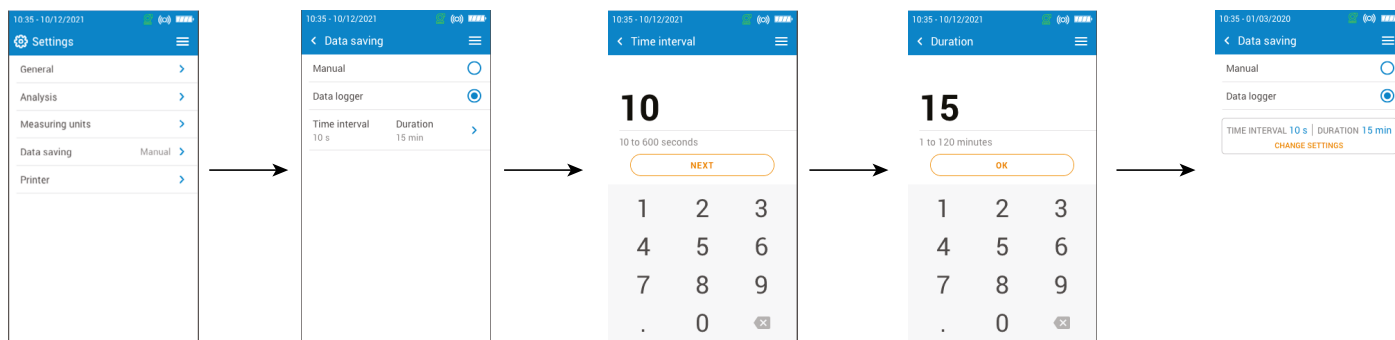 10:35 - 10/12/2021
Settings
General
Analysis
Measuring units
Data saving Manual
Printer
10:35 - 10/12/2021
Data saving
Manual
Data logger
Time interval Duration
10 s 15 min
10:35 - 10/12/2021
Time interval
10
10 to 600 seconds
NEXT
1 2 3
4 5 6
7 8 9
. 0
10:35 - 10/12/2021
Duration
15
1 to 120 minutes
OK
1 2 3
4 5 6
7 8 9
. 0
10:35 - 01/03/2020
Data saving
Manual
Data logger
TIME INTERVAL 10 s | DURATION 15 min
CHANGE SETTINGS